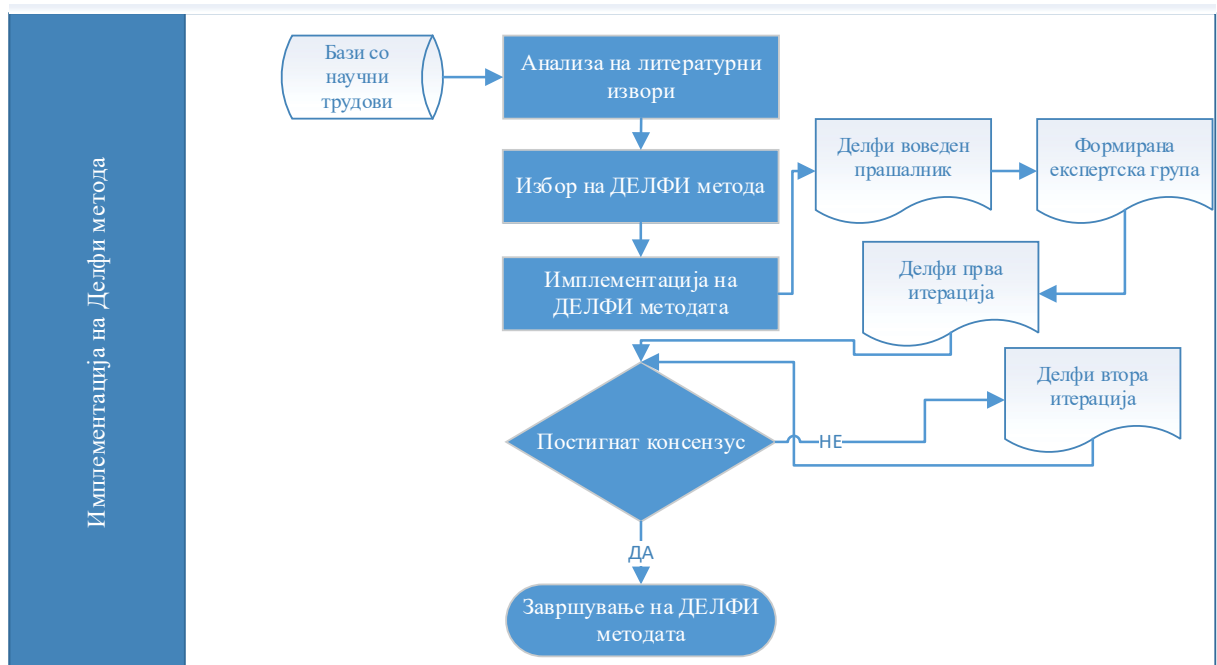 Имплементација на Делфи метода
Бази со
научни
трудови
Анализа на литературни
извори
Избор на ДЕЛФИ метода
Имплементација на
ДЕЛФИ методата
Делфи воведен
прашалник
Формирана
експертска група
Делфи прва
итерација
Делфи втора
итерација
Постигнат консензус
НЕ
ДА
Завршување на ДЕЛФИ
методата